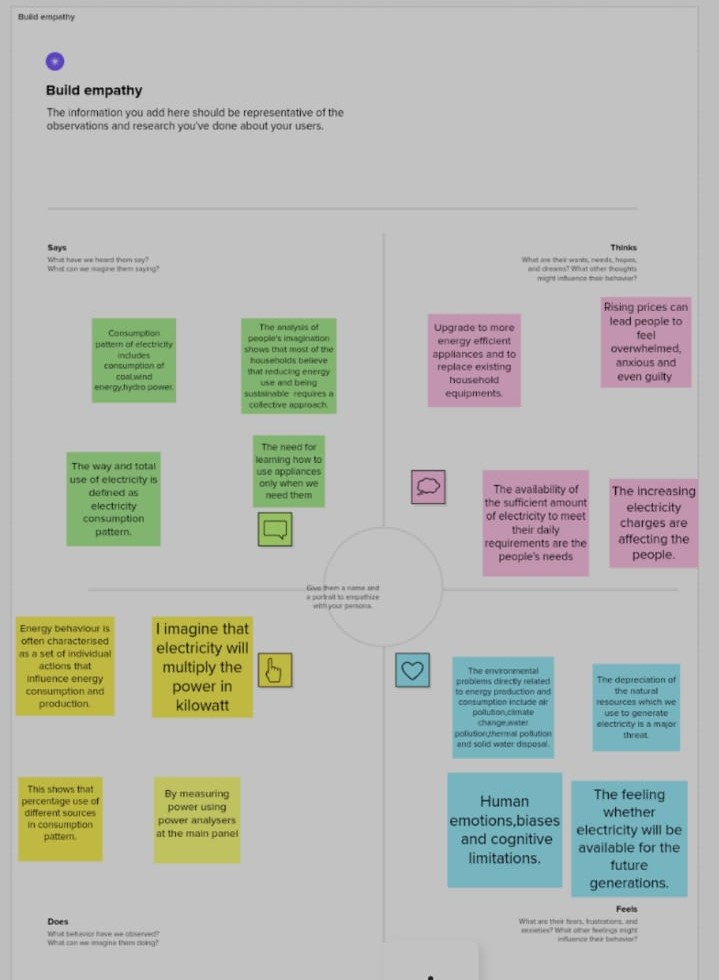 Build empathy
Build empathy
The information you add here should be representative of the
observations and research you've done about your users.
Says
What have we heard them say?
What can we imagine them saying?
Thinks
What are their wants, needs, hopes,
and dreams? What other thoughts
might influence their behavior?
Consumption
pattern of electricity
includes
consumption of
coal,wind
energy,hydro power.
The analysis of
people's imagination
shows that most of the
households believe
that reducing energy
use and being
sustainable requires a
collective approach.
The way and total
use of electricity is
defined as
electricity
consumption
pattern.
The need for
learning how to
use appliances
only when we
need them
Upgrade to more
energy efficient
appliances and to
replace existing
household
equipments.
Rising prices can
lead people to
feel
overwhelmed,
anxious and
even guilty
The availability of
the sufficient amount
of electricity to meet
their daily
requirements are the
people's needs
The increasing
electricity
charges are
affecting the
people.
Give them a name and
a portrait to empathize
with your persona.
Energy behaviour is
often characterised
as a set of individual
actions that
influence energy
consumption and
production.
I imagine that
electricity will
multiply the
power in
kilowatt
This shows that
percentage use of
different sources
in consumption
pattern.
By measuring
power using
power analysers
at the main panel
The environmental
problems directly related
to energy production and
consumption include air
pollution,climate
change,water
pollution,thermal pollution
and solid water disposal.
The depreciation of
the natural
resources which we
use to generate
electricity is a major
threat.
Human
emotions,biases
and cognitive
limitations.
The feeling
whether
electricity will be
available for the
future
generations.
Does
What behavior have we observed?
What can we imagine them doing?
Feels
What are their fears, frustrations, and
anxieties? What other feelings might
influence their behavior?